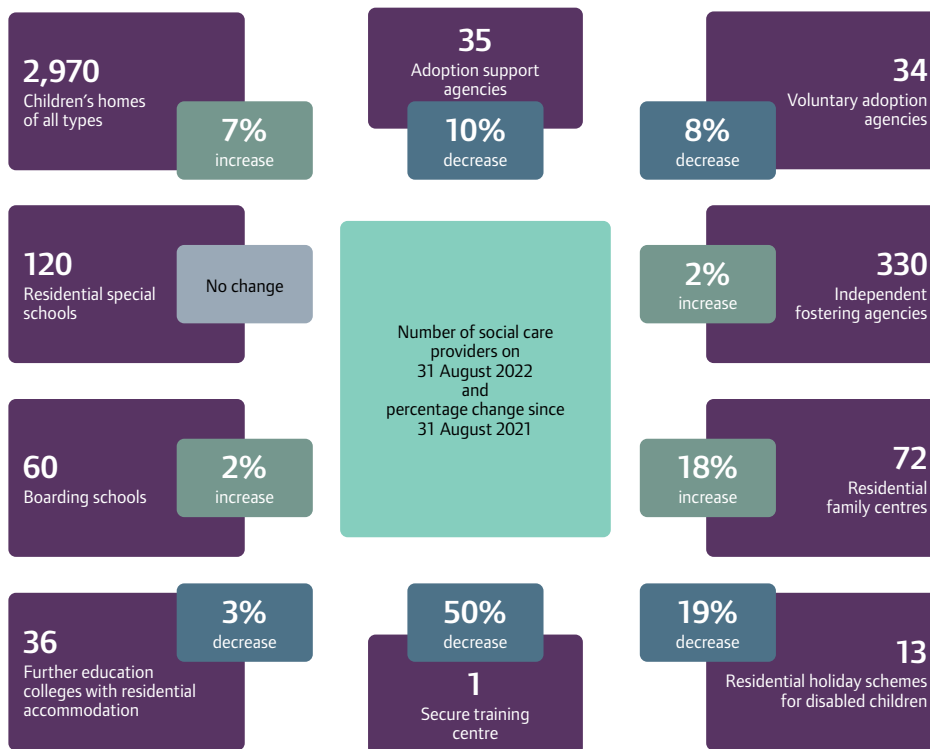 2,970
Children’s homes
of all types
7%
increase
35
Adoption support
agencies
10%
decrease
34
Voluntary adoption
agencies
8%
decrease
120
Residential special
schools
No change
Number of social care
providers on
31 August 2022
and
percentage change since
31 August 2021
2%
increase
330
Independent
fostering agencies
60
Boarding schools
2%
increase
18%
increase
72
Residential
family centres
36
Further education
colleges with residential
accommodation
3%
decrease
50%
decrease
1
Secure training
centre
19%
decrease
13
Residential holiday schemes
for disabled children